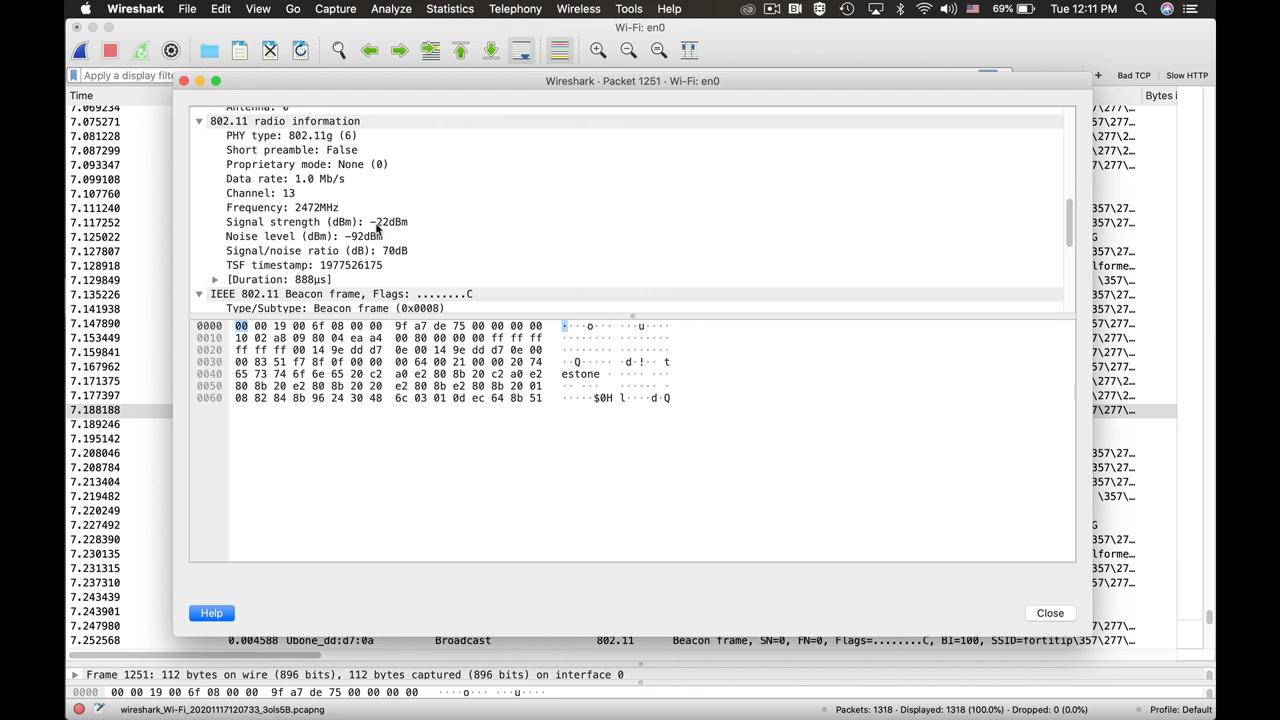 Wireshark File Edit View Go Capture Analyze Statistics Telephony Wireless Tools Help 69% Tue 12:11 PM
Wi-Fi: en0
Apply a display filte + Bad TCP Slow HTTP
Wireshark · Packet 1251 · Wi-Fi: en0
Time Bytes i
7.069234
7.075271
7.081228
7.087299
7.093347
7.099108
7.107760
7.111240
7.117252
7.125022
7.127807
7.128918
7.129849
7.135226
7.141938
7.147890
7.153449
7.159841
7.167352
7.171375
7.177397
7.188188
7.189246
7.195142
7.208046
7.208784
7.213404
7.219482
7.220249
7.227492
7.228390
7.230135
7.231315
7.237310
7.243439
7.243901
7.247980
7.252568 0.004588 Ubone_dd:d7:0a Broadcast 802.11 Beacon frame, SN=0, FN=0, Flags=........C, BI=100, SSID=fortitip\357\277\…
Antenna: 0
802.11 radio information
PHY type: 802.11g (6)
Short preamble: False
Proprietary mode: None (0)
Data rate: 1.0 Mb/s
Channel: 13
Frequency: 2472MHz
Signal strength (dBm): -22dBm
Noise level (dBm): -92dBm
Signal/noise ratio (dB): 70dB
TSF timestamp: 1977526175
[Duration: 888µs]
IEEE 802.11 Beacon frame, Flags: ........C
Type/Subtype: Beacon frame (0x0008)
0000 00 00 19 00 6f 08 00 00 9f a7 de 75 00 00 00 00 ····o··· ···u····
0010 10 02 a8 09 80 04 ea a4 00 80 00 00 00 ff ff ff ········ ········
0020 ff ff ff 00 14 9e dd d7 0e 00 14 9e dd d7 0e 00 ········ ········
0030 00 83 51 f7 8f 0f 00 00 00 64 00 21 00 00 20 74 ··Q····· ·d·!·· t
0040 65 73 74 6f 6e 65 20 c2 a0 e2 80 8b 20 c2 a0 e2 estone · ···· ···
0050 80 8b 20 e2 80 8b 20 20 e2 80 8b e2 80 8b 20 01 ·· ··· ······ ·
0060 08 82 84 8b 96 24 30 48 6c 03 01 0d ec 64 8b 51 ·····$0H l····d·Q
Help Close
Frame 1251: 112 bytes on wire (896 bits), 112 bytes captured (896 bits) on interface 0
0000 00 00 19 00 6f 08 00 00 9f a7 de 75 00 00 00 00 ····o··· ···u····
wireshark_Wi-Fi_20201117120733_3ols5B.pcapng Packets: 1318 · Displayed: 1318 (100.0%) · Dropped: 0 (0.0%) Profile: Default